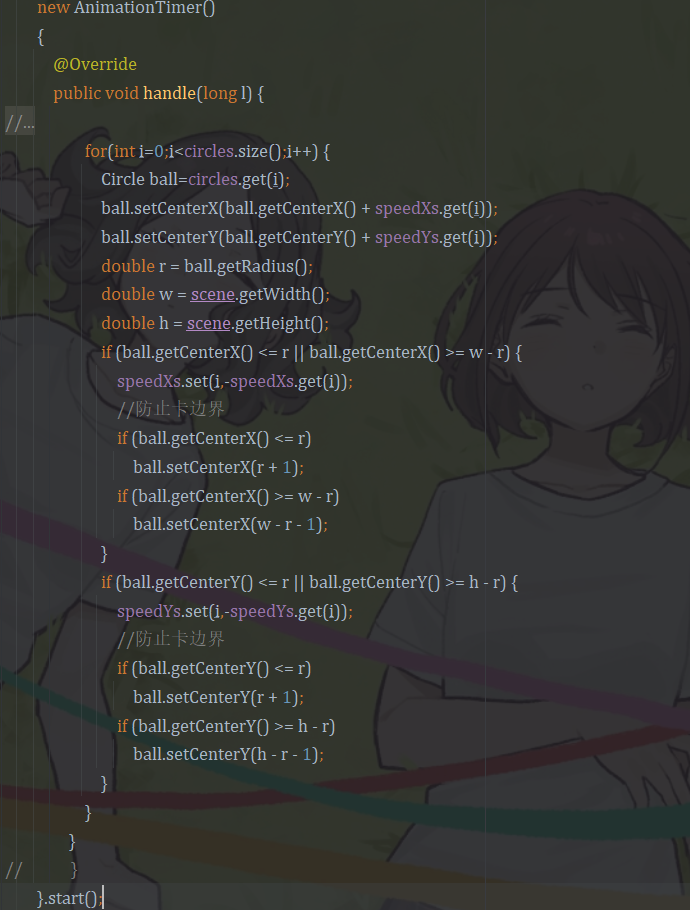 new AnimationTimer()
{
@Override
public void handle(long l) {
//...
for(int i=0;i<circles.size();i++) {
Circle ball=circles.get(i);
ball.setCenterX(ball.getCenterX() + speedXs.get(i));
ball.setCenterY(ball.getCenterY() + speedYs.get(i));
double r = ball.getRadius();
double w = scene.getWidth();
double h = scene.getHeight();
if (ball.getCenterX() <= r || ball.getCenterX() >= w - r) {
speedXs.set(i,-speedXs.get(i));
//防止卡边界
if (ball.getCenterX() <= r)
ball.setCenterX(r + 1);
if (ball.getCenterX() >= w - r)
ball.setCenterX(w - r - 1);
}
if (ball.getCenterY() <= r || ball.getCenterY() >= h - r) {
speedYs.set(i,-speedYs.get(i));
//防止卡边界
if (ball.getCenterY() <= r)
ball.setCenterY(r + 1);
if (ball.getCenterY() >= h - r)
ball.setCenterY(h - r - 1);
}
}
}
// }
}.start();